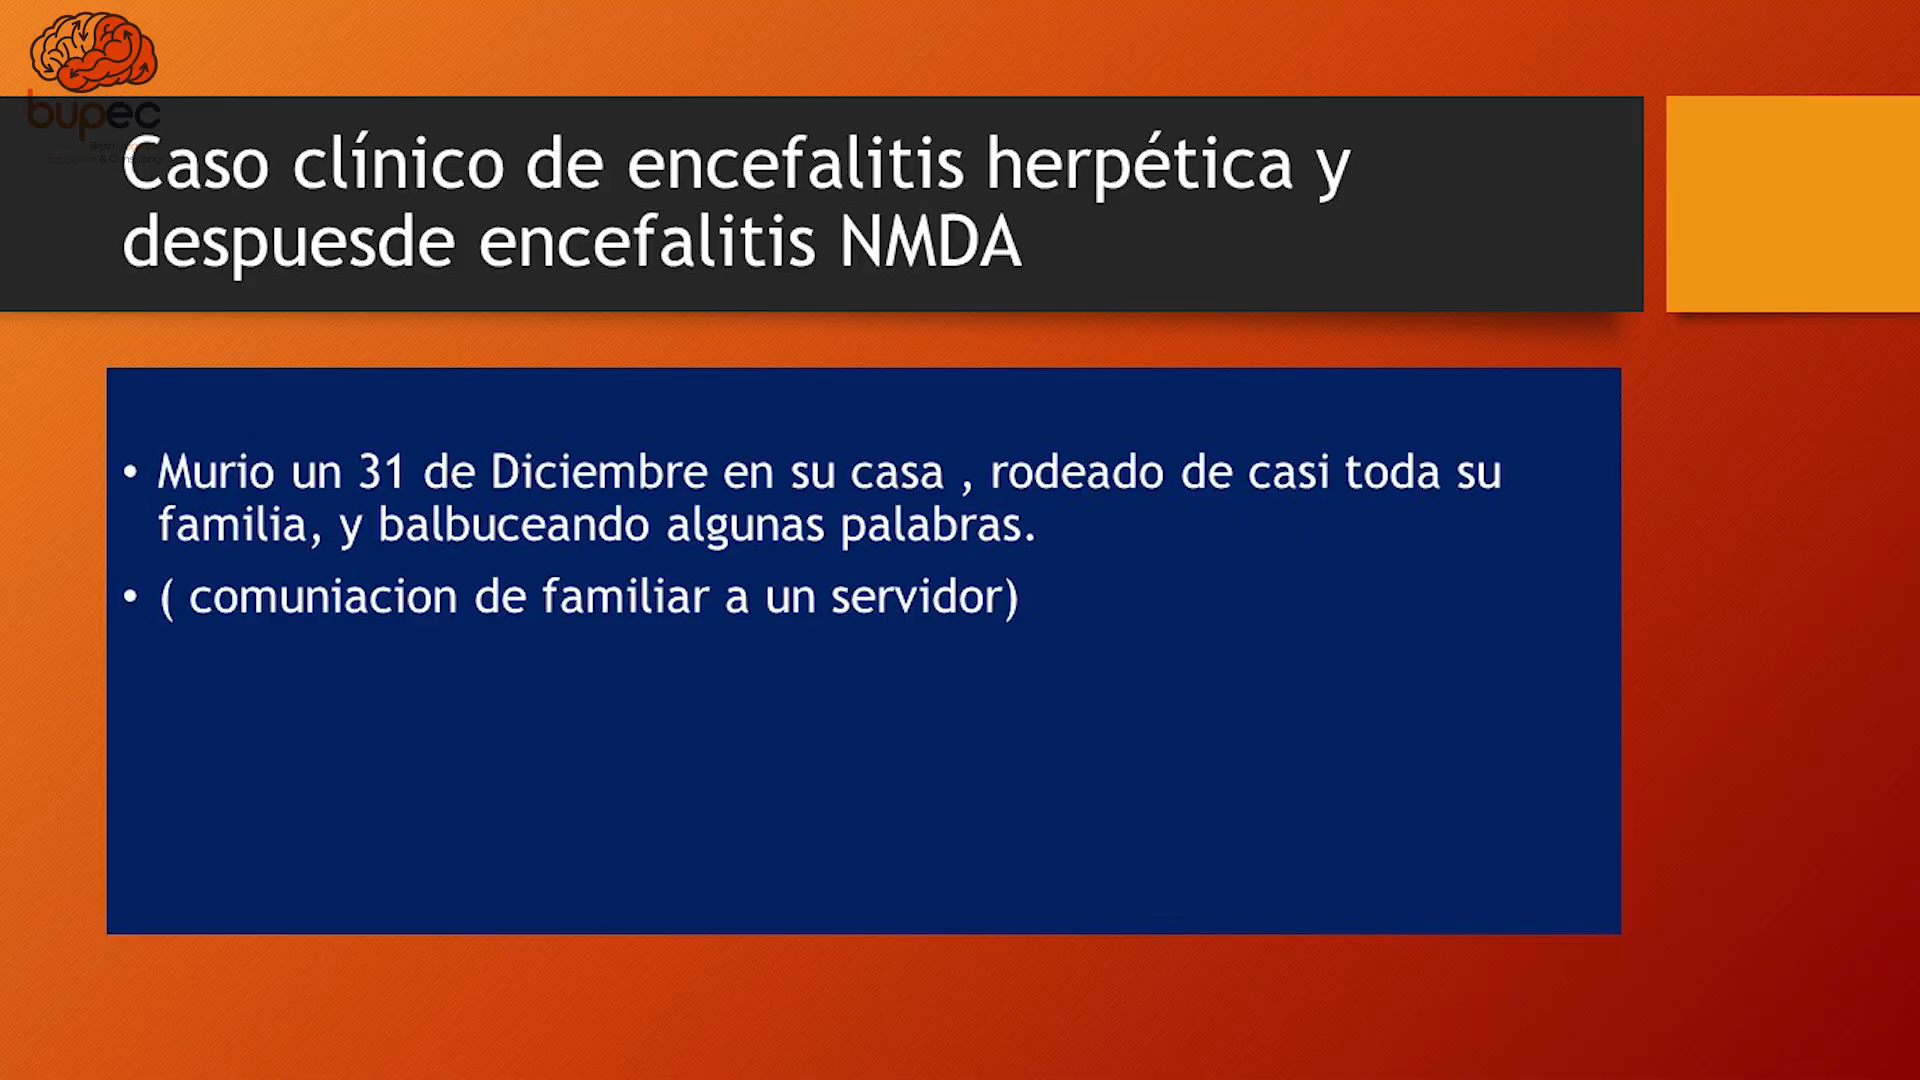 bupec
Caso clínico de encefalitis herpética y
despuesde encefalitis NMDA
• Murio un 31 de Diciembre en su casa , rodeado de casi toda su
familia, y balbuceando algunas palabras.
• ( comuniacion de familiar a un servidor)